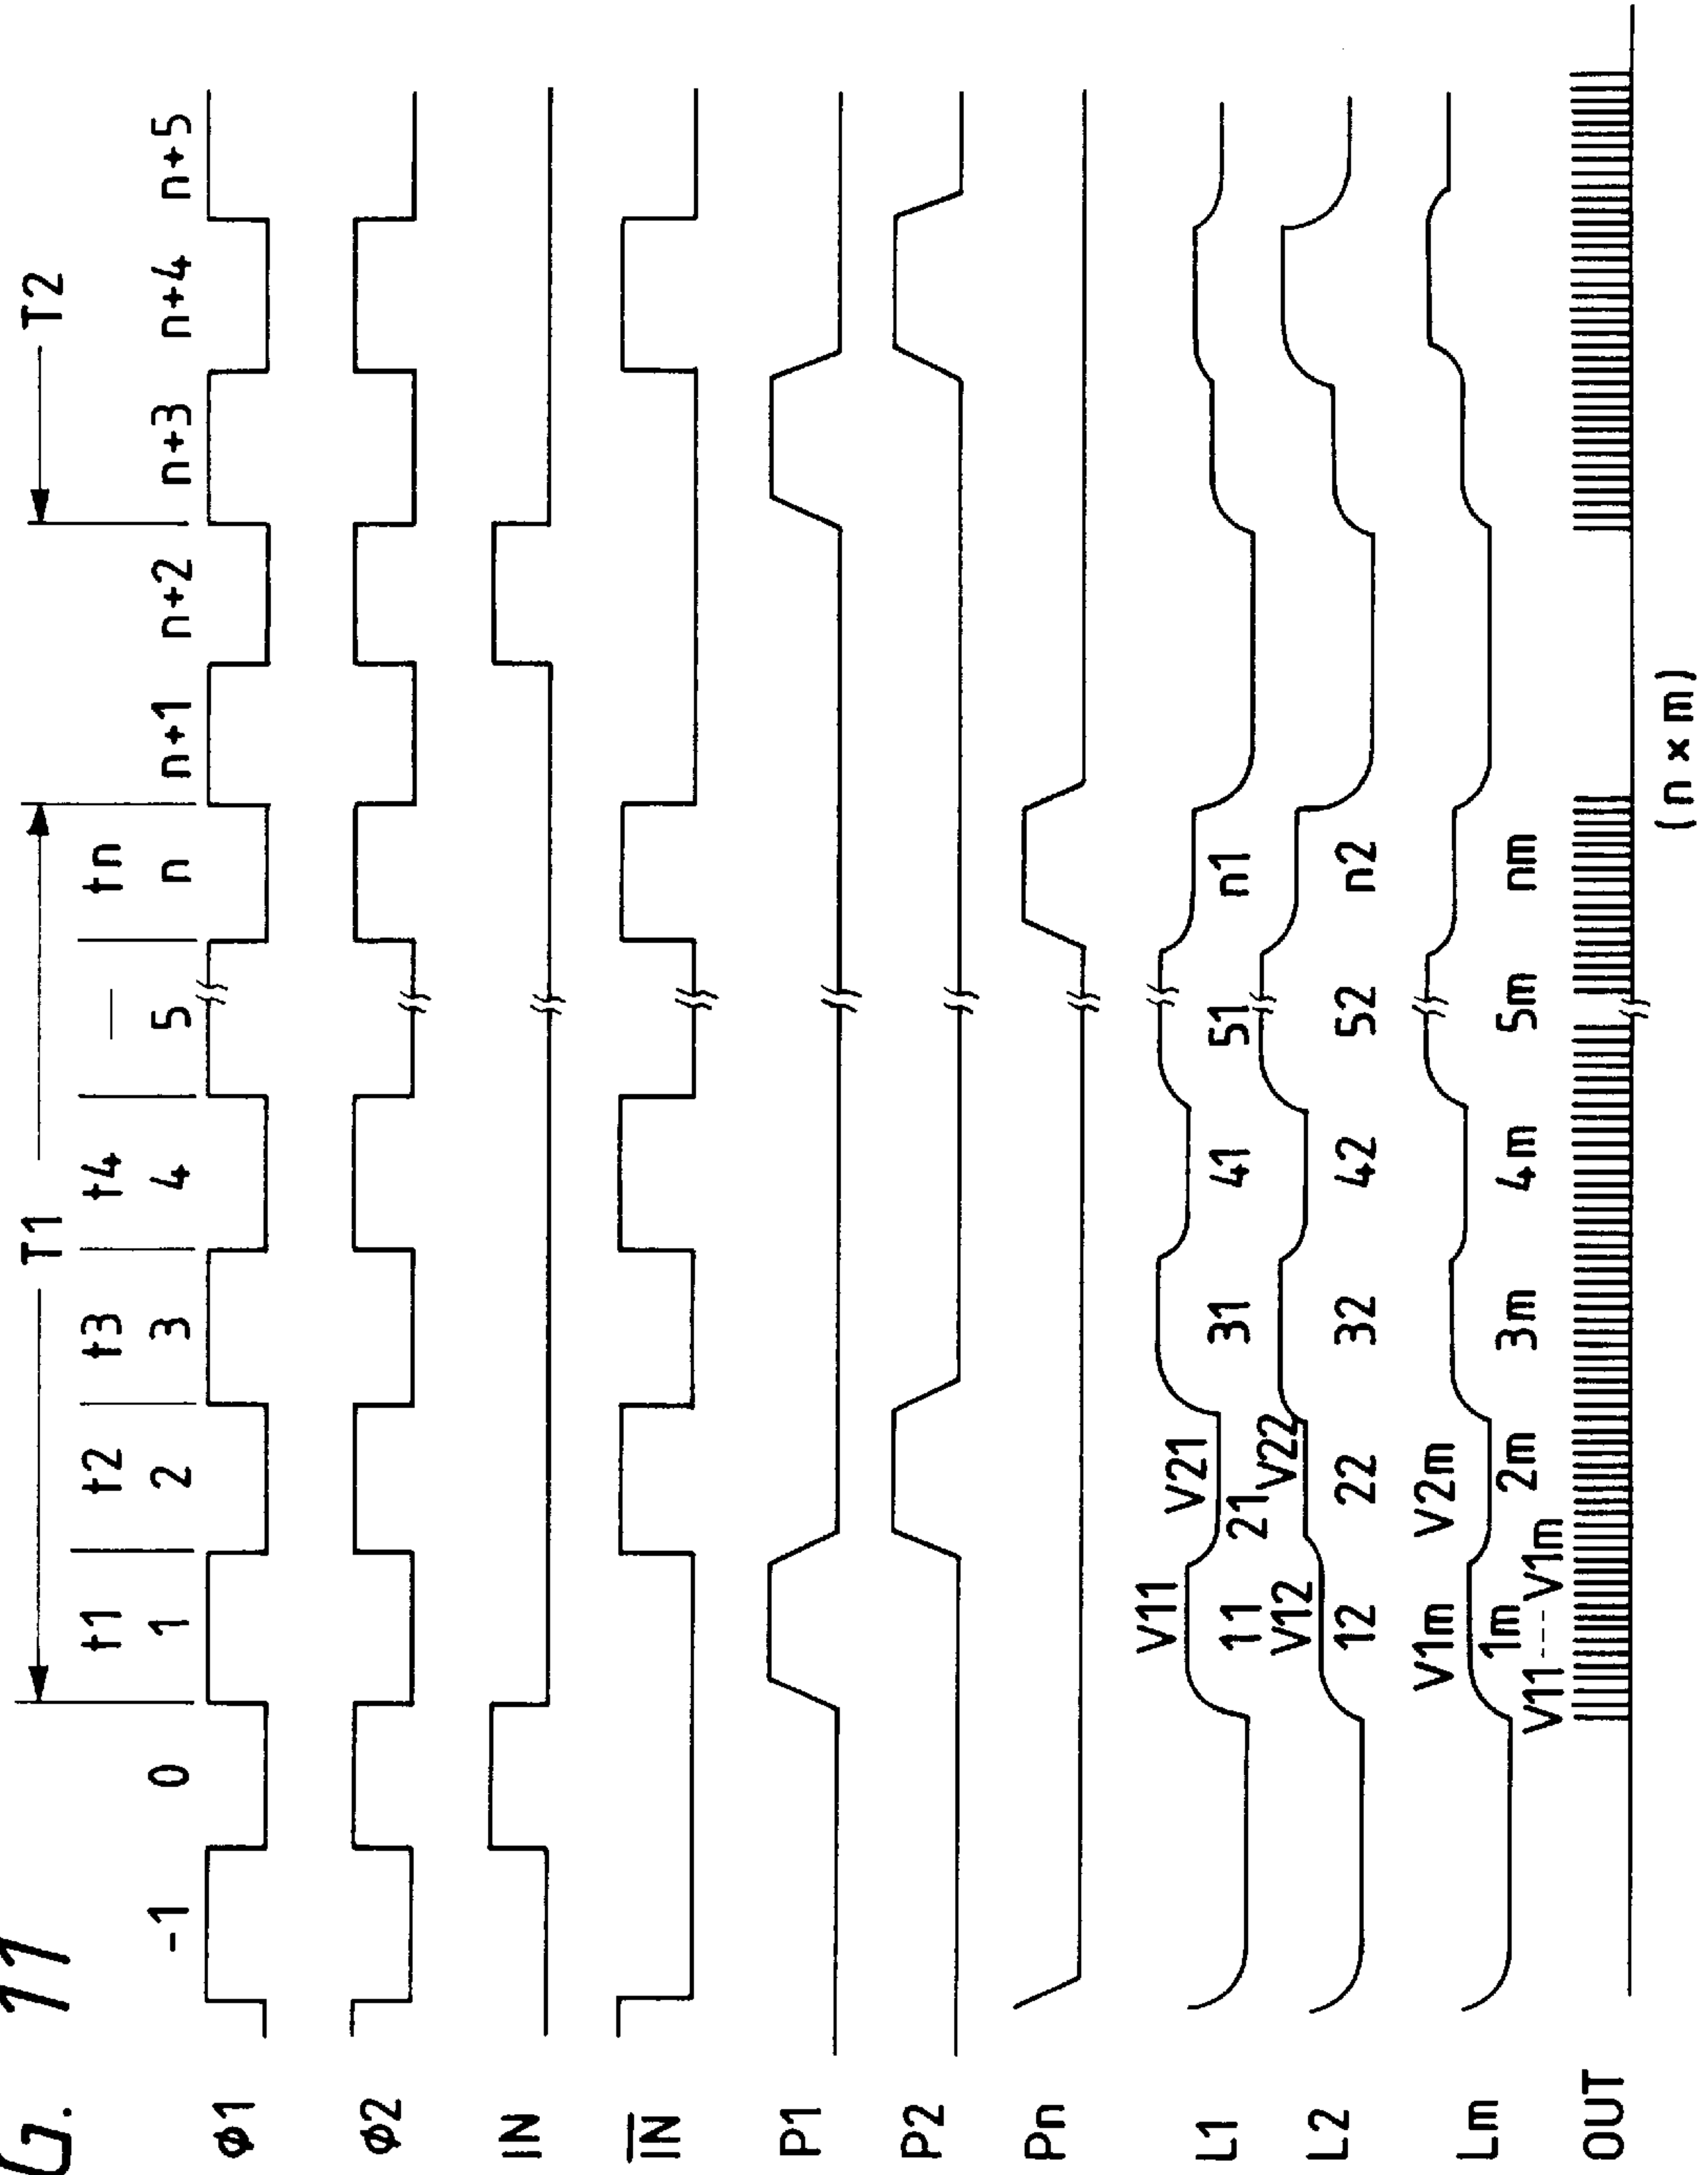 G. 11
T1 T2
t1 t2 t3 t4 — tn
-1 0 1 2 3 4 5 n n+1 n+2 n+3 n+4 n+5
Φ1
Φ2
IN
I̅N̅
P1
P2
Pn
V11 V21
L1 11 21 31 41 51 n1
V12 V22
L2 12 22 32 42 52 n2
V1m V2m
Lm 1m 2m 3m 4m 5m nm
V11 ---- V1m
OUT
(n × m)